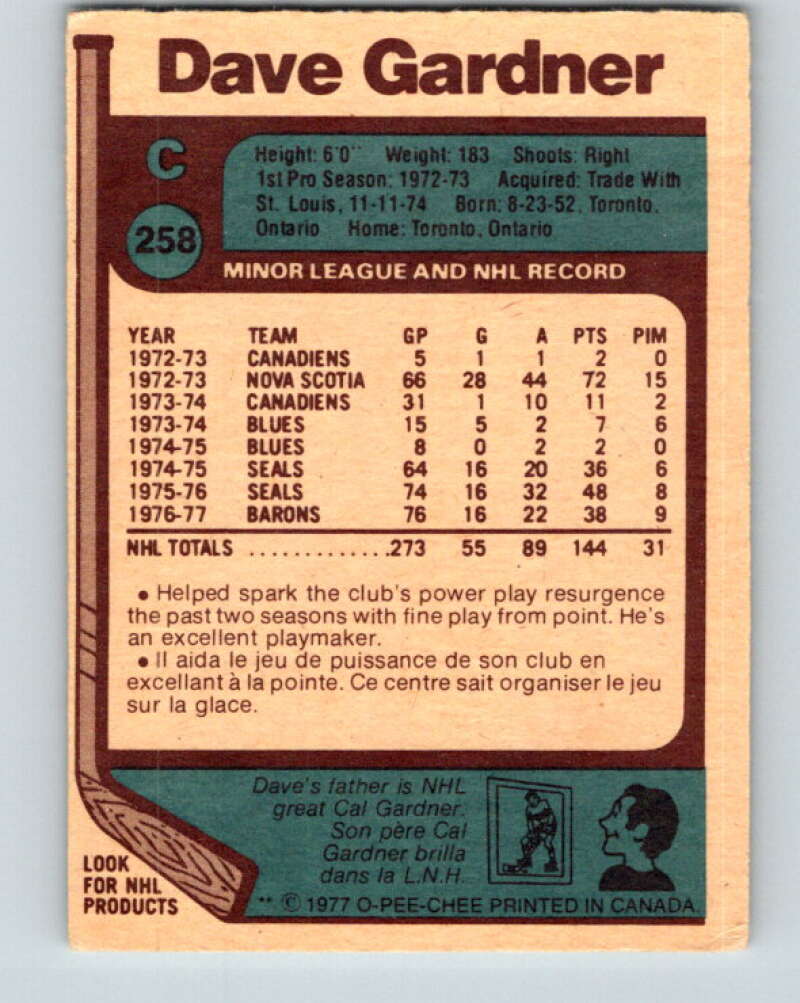 Dave Gardner
C
Height: 6'0" Weight: 183 Shoots: Right
1st Pro Season: 1972-73 Acquired: Trade With
St. Louis, 11-11-74 Born: 8-23-52, Toronto,
Ontario Home: Toronto, Ontario
258
MINOR LEAGUE AND NHL RECORD
YEAR TEAM GP G A PTS PIM
1972-73 CANADIENS 5 1 1 2 0
1972-73 NOVA SCOTIA 66 28 44 72 15
1973-74 CANADIENS 31 1 10 11 2
1973-74 BLUES 15 5 2 7 6
1974-75 BLUES 8 0 2 2 0
1974-75 SEALS 64 16 20 36 6
1975-76 SEALS 74 16 32 48 8
1976-77 BARONS 76 16 22 38 9
NHL TOTALS .............273 55 89 144 31
• Helped spark the club's power play resurgence
the past two seasons with fine play from point. He's
an excellent playmaker.
• Il aida le jeu de puissance de son club en
excellant à la pointe. Ce centre sait organiser le jeu
sur la glace.
Dave's father is NHL
great Cal Gardner.
Son père Cal
Gardner brilla
dans la L.N.H.
LOOK
FOR NHL
PRODUCTS
** © 1977 O-PEE-CHEE PRINTED IN CANADA.